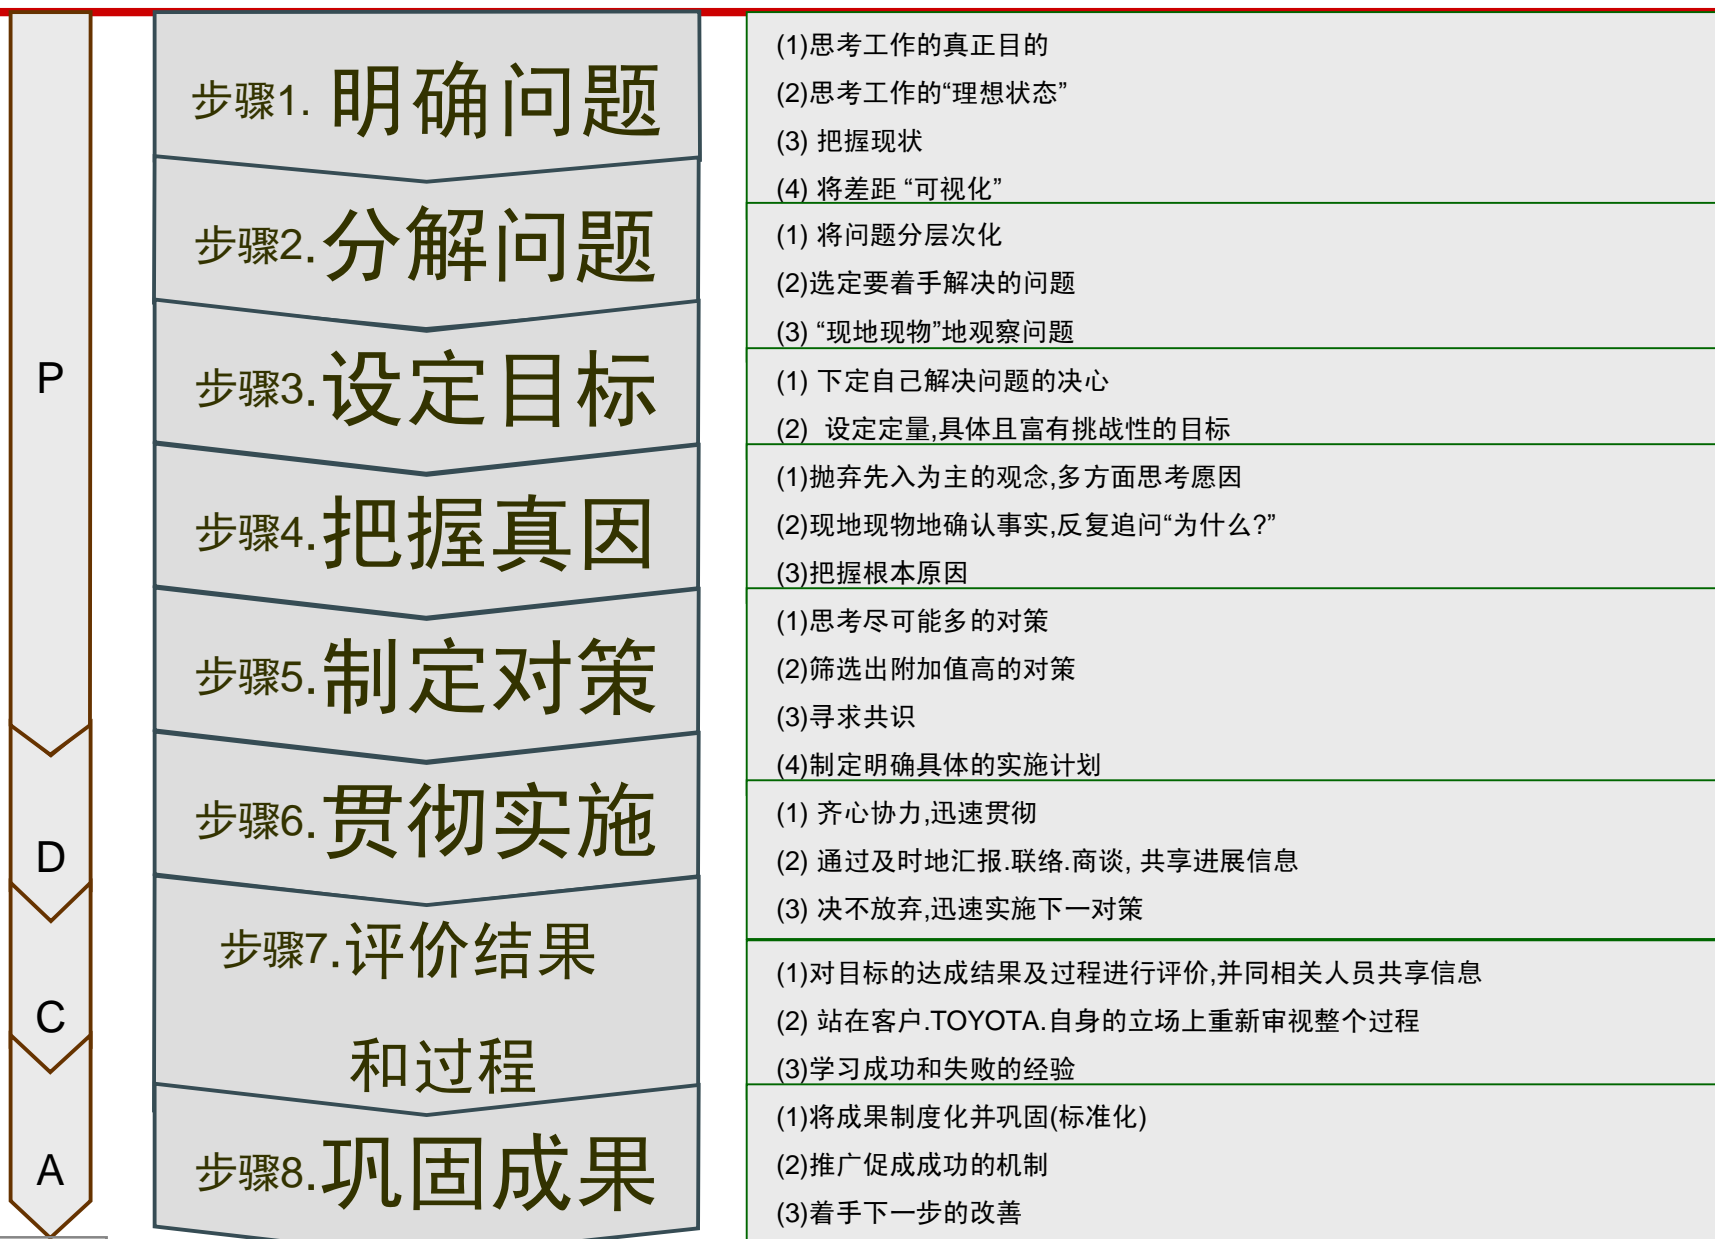 P
D
C
A
步骤1. 明确问题
(1)思考工作的真正目的
(2)思考工作的“理想状态”
(3) 把握现状
(4) 将差距 “可视化”
步骤2.分解问题
(1) 将问题分层次化
(2)选定要着手解决的问题
(3) “现地现物”地观察问题
步骤3.设定目标
(1) 下定自己解决问题的决心
(2) 设定定量,具体且富有挑战性的目标
步骤4.把握真因
(1)抛弃先入为主的观念,多方面思考愿因
(2)现地现物地确认事实,反复追问“为什么?”
(3)把握根本原因
步骤5.制定对策
(1)思考尽可能多的对策
(2)筛选出附加值高的对策
(3)寻求共识
(4)制定明确具体的实施计划
步骤6.贯彻实施
(1) 齐心协力,迅速贯彻
(2) 通过及时地汇报.联络.商谈, 共享进展信息
(3) 决不放弃,迅速实施下一对策
步骤7.评价结果
和过程
(1)对目标的达成结果及过程进行评价,并同相关人员共享信息
(2) 站在客户.TOYOTA.自身的立场上重新审视整个过程
(3)学习成功和失败的经验
步骤8.巩固成果
(1)将成果制度化并巩固(标准化)
(2)推广促成成功的机制
(3)着手下一步的改善